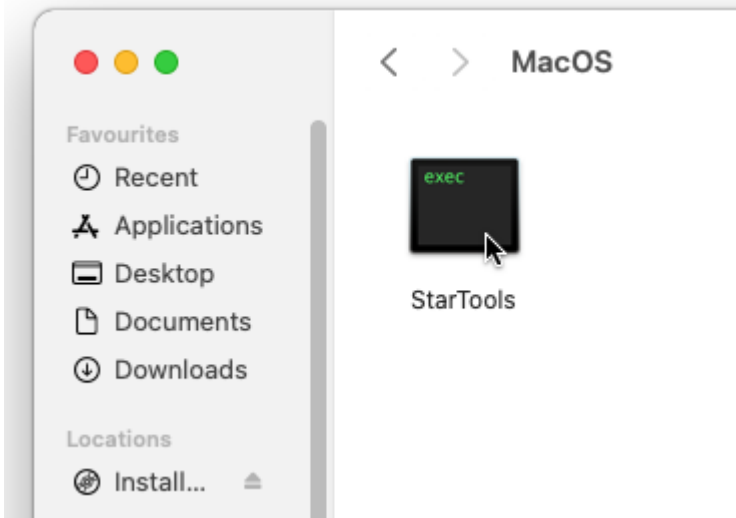 MacOS
Favourites
Recent
Applications
Desktop
Documents
Downloads
Locations
Install...
exec
StarTools